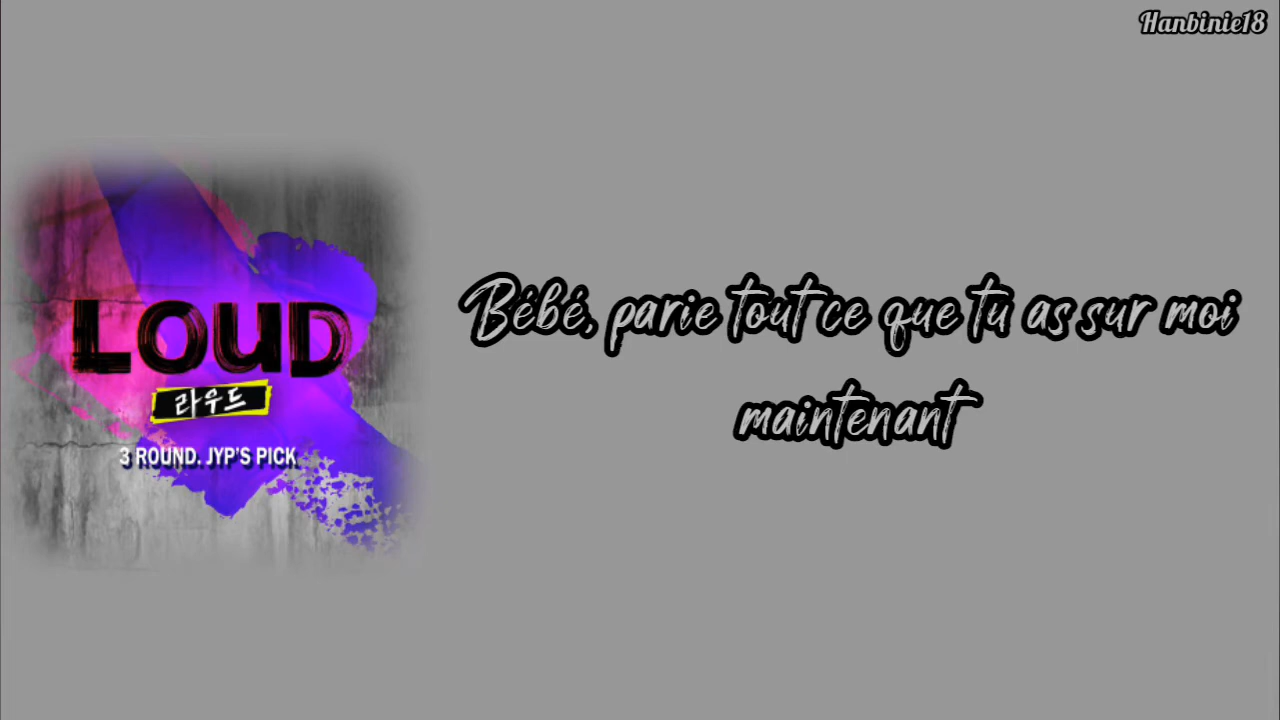 Hanbinie18
LOUD
라우드
3 ROUND. JYP'S PICK
Bébé, parie tout ce que tu as sur moi
maintenant